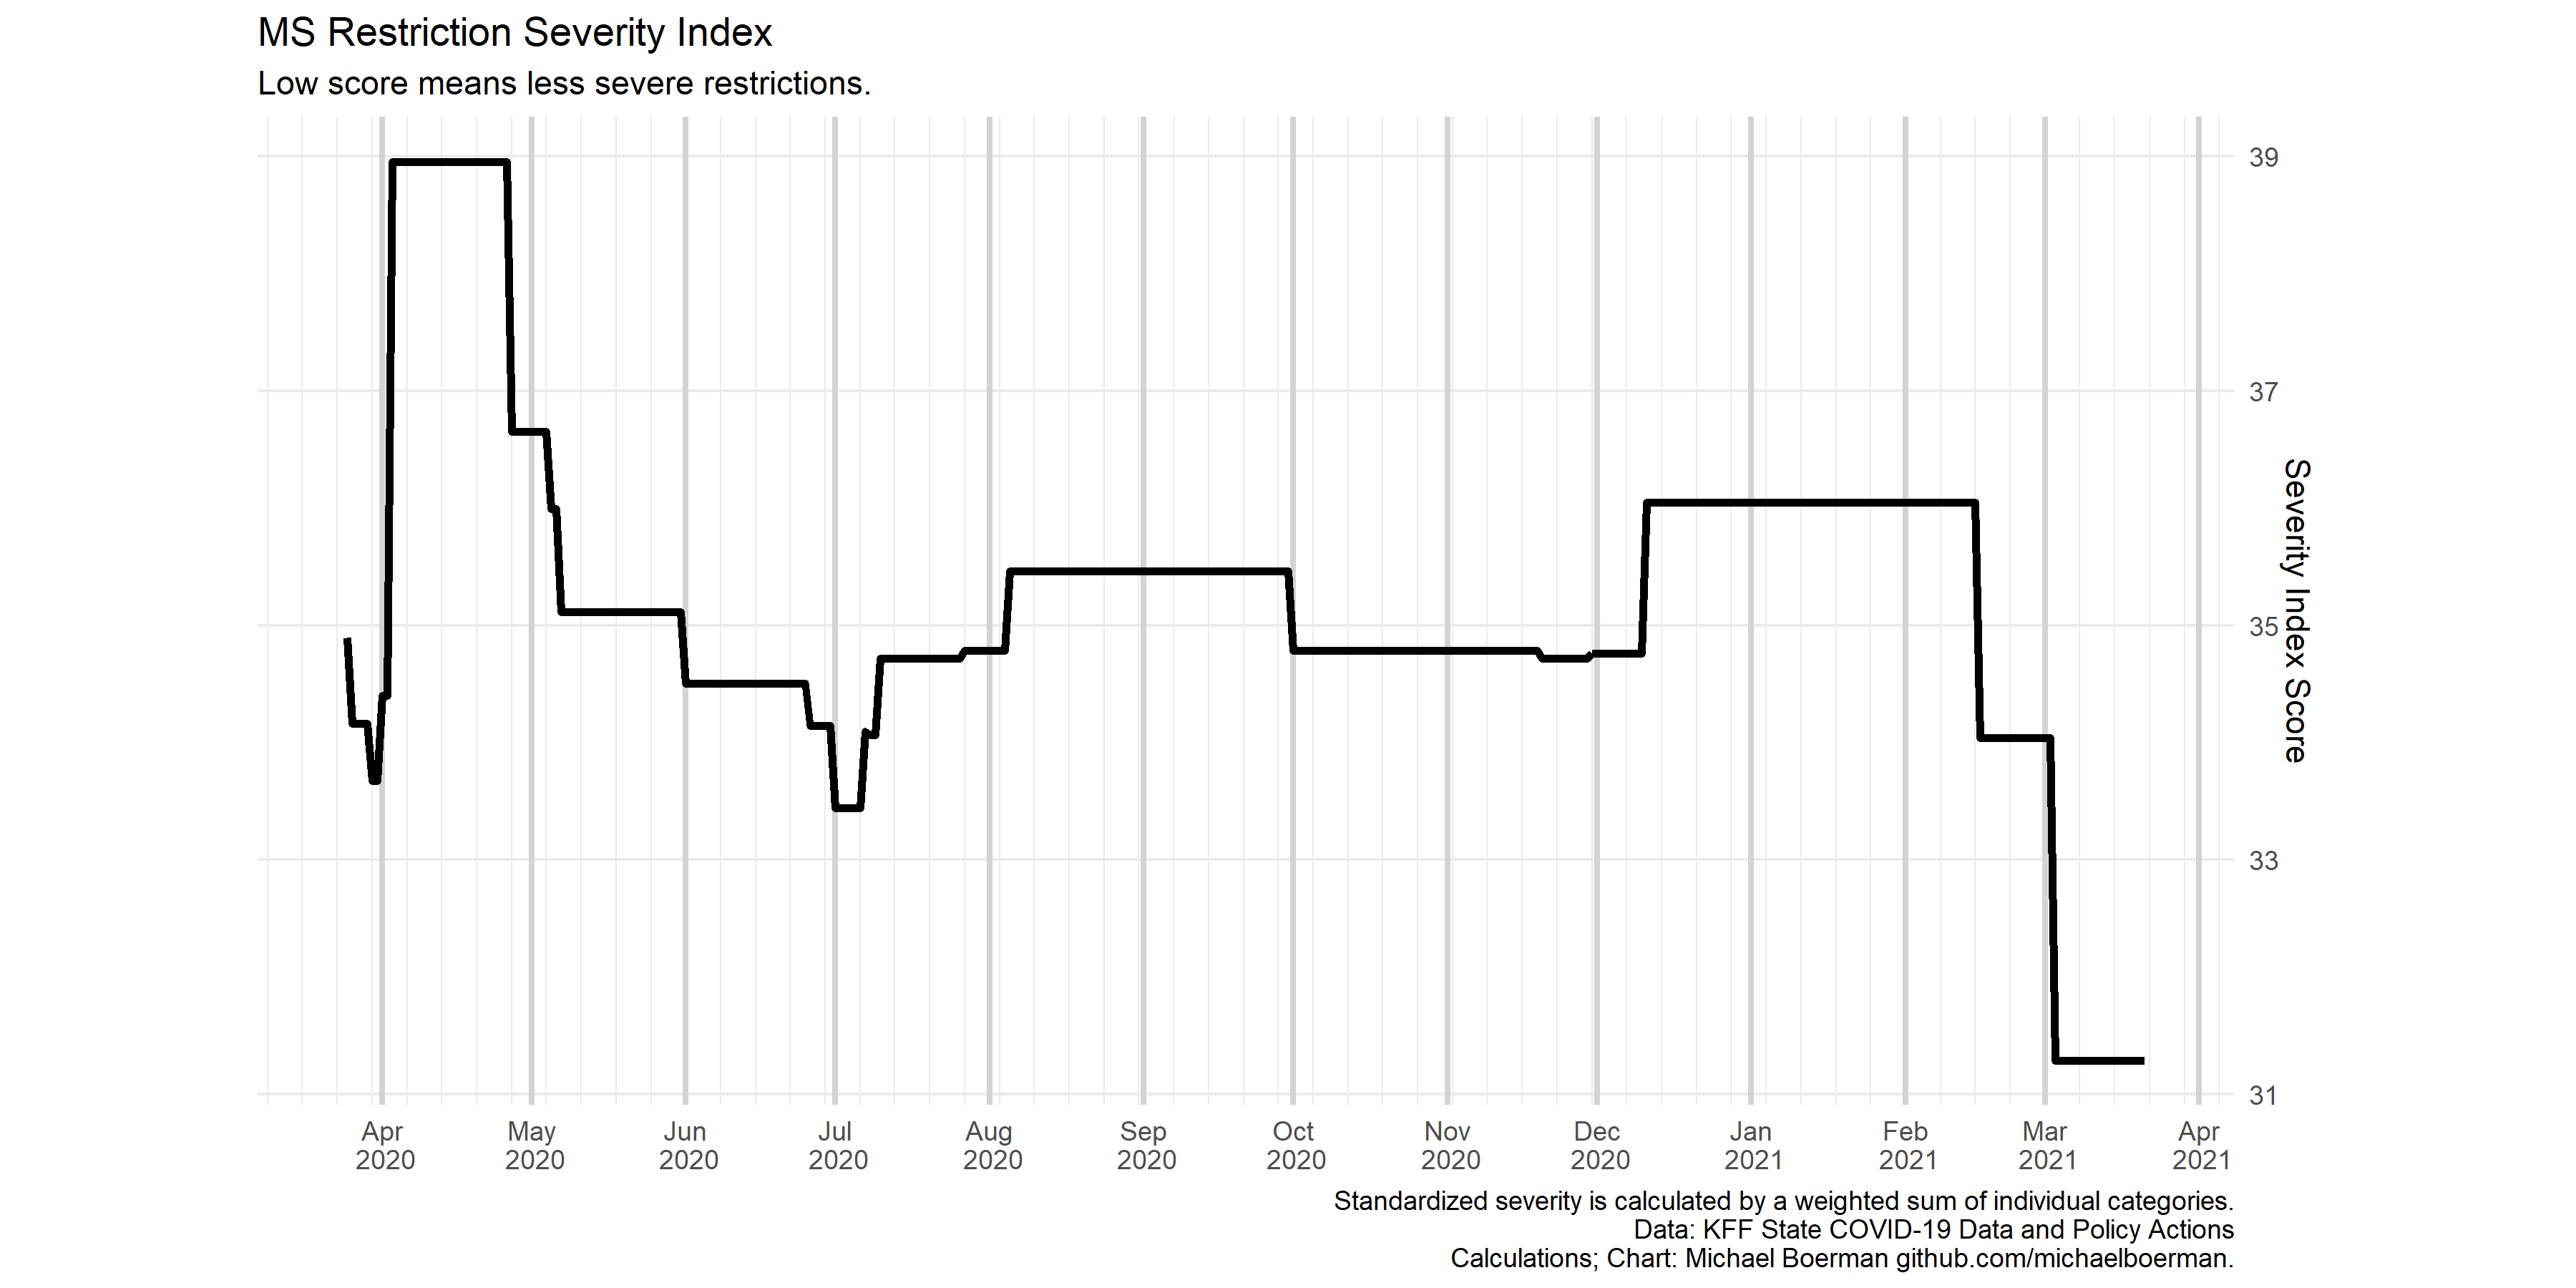 MS Restriction Severity Index
Low score means less severe restrictions.
39
37
35
33
31
Severity Index Score
Apr 2020
May 2020
Jun 2020
Jul 2020
Aug 2020
Sep 2020
Oct 2020
Nov 2020
Dec 2020
Jan 2021
Feb 2021
Mar 2021
Apr 2021
Standardized severity is calculated by a weighted sum of individual categories.
Data: KFF State COVID-19 Data and Policy Actions
Calculations; Chart: Michael Boerman github.com/michaelboerman.